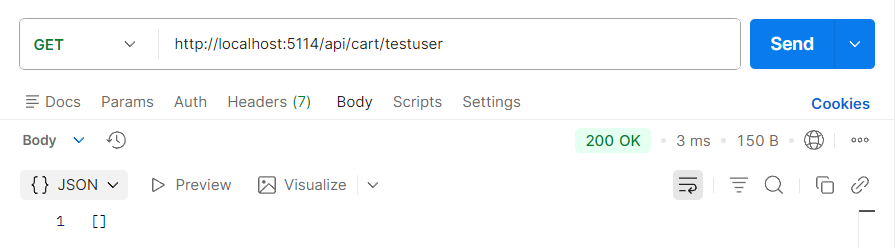 GET http://localhost:5114/api/cart/testuser Send
Docs Params Auth Headers (7) Body Scripts Settings Cookies
Body 200 OK • 3 ms • 150 B •
{} JSON Preview Visualize
1 []